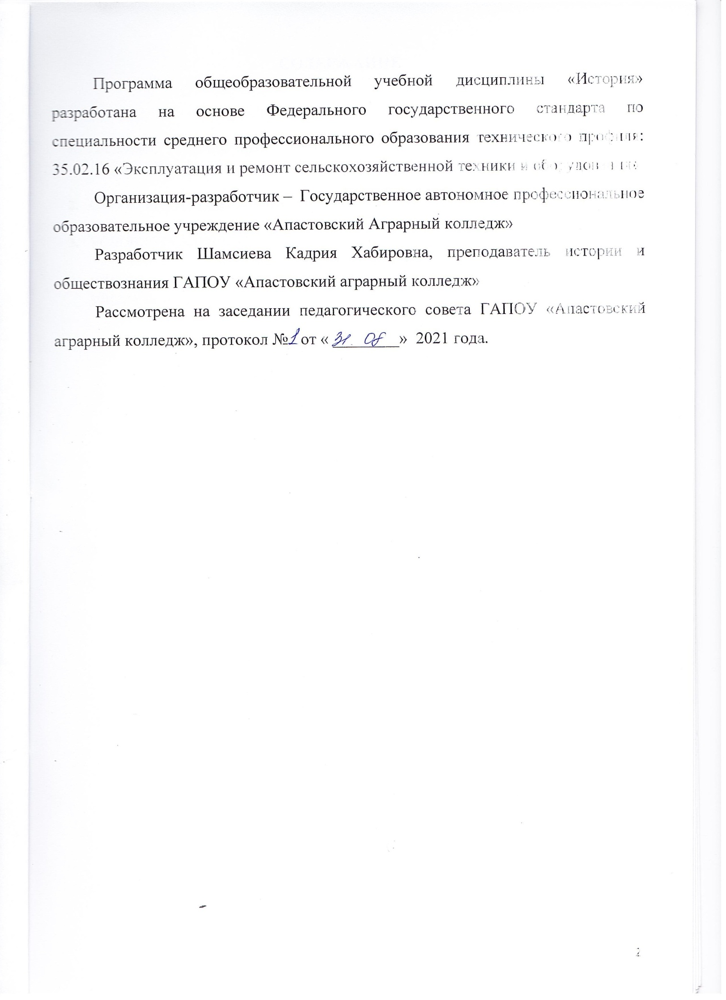 Программа общеобразовательной учебной дисциплины «История»
разработана на основе Федерального государственного стандарта по
специальности среднего профессионального образования технического профиля:
35.02.16 «Эксплуатация и ремонт сельскохозяйственной техники и
Организация-разработчик – Государственное автономное профессиональное
образовательное учреждение «Апастовский Аграрный колледж»
Разработчик Шамсиева Кадрия Хабировна, преподаватель истории и
обществознания ГАПОУ «Апастовский аграрный колледж»
Рассмотрена на заседании педагогического совета ГАПОУ «Апастовский
аграрный колледж», протокол №1 от « 31. 08 » 2021 года.
2